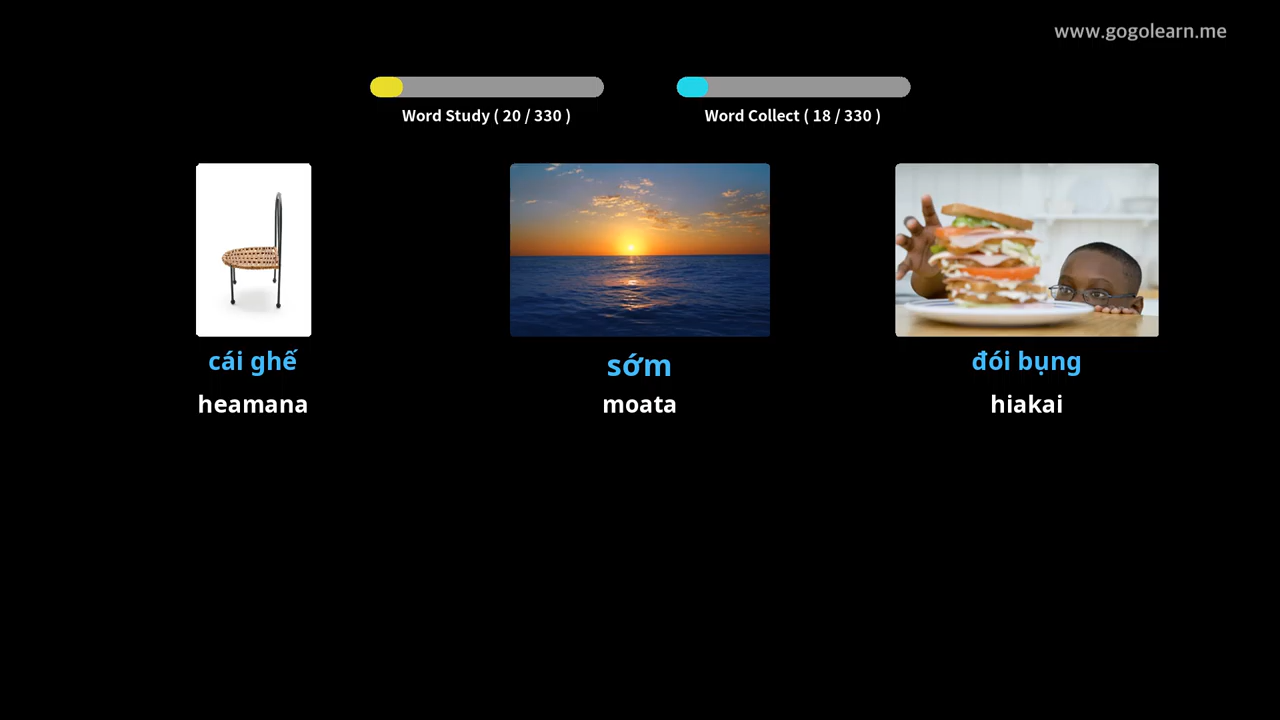 www.gogolearn.me
Word Study ( 20 / 330 )
Word Collect ( 18 / 330 )
cái ghế
sớm
đói bụng
heamana
moata
hiakai